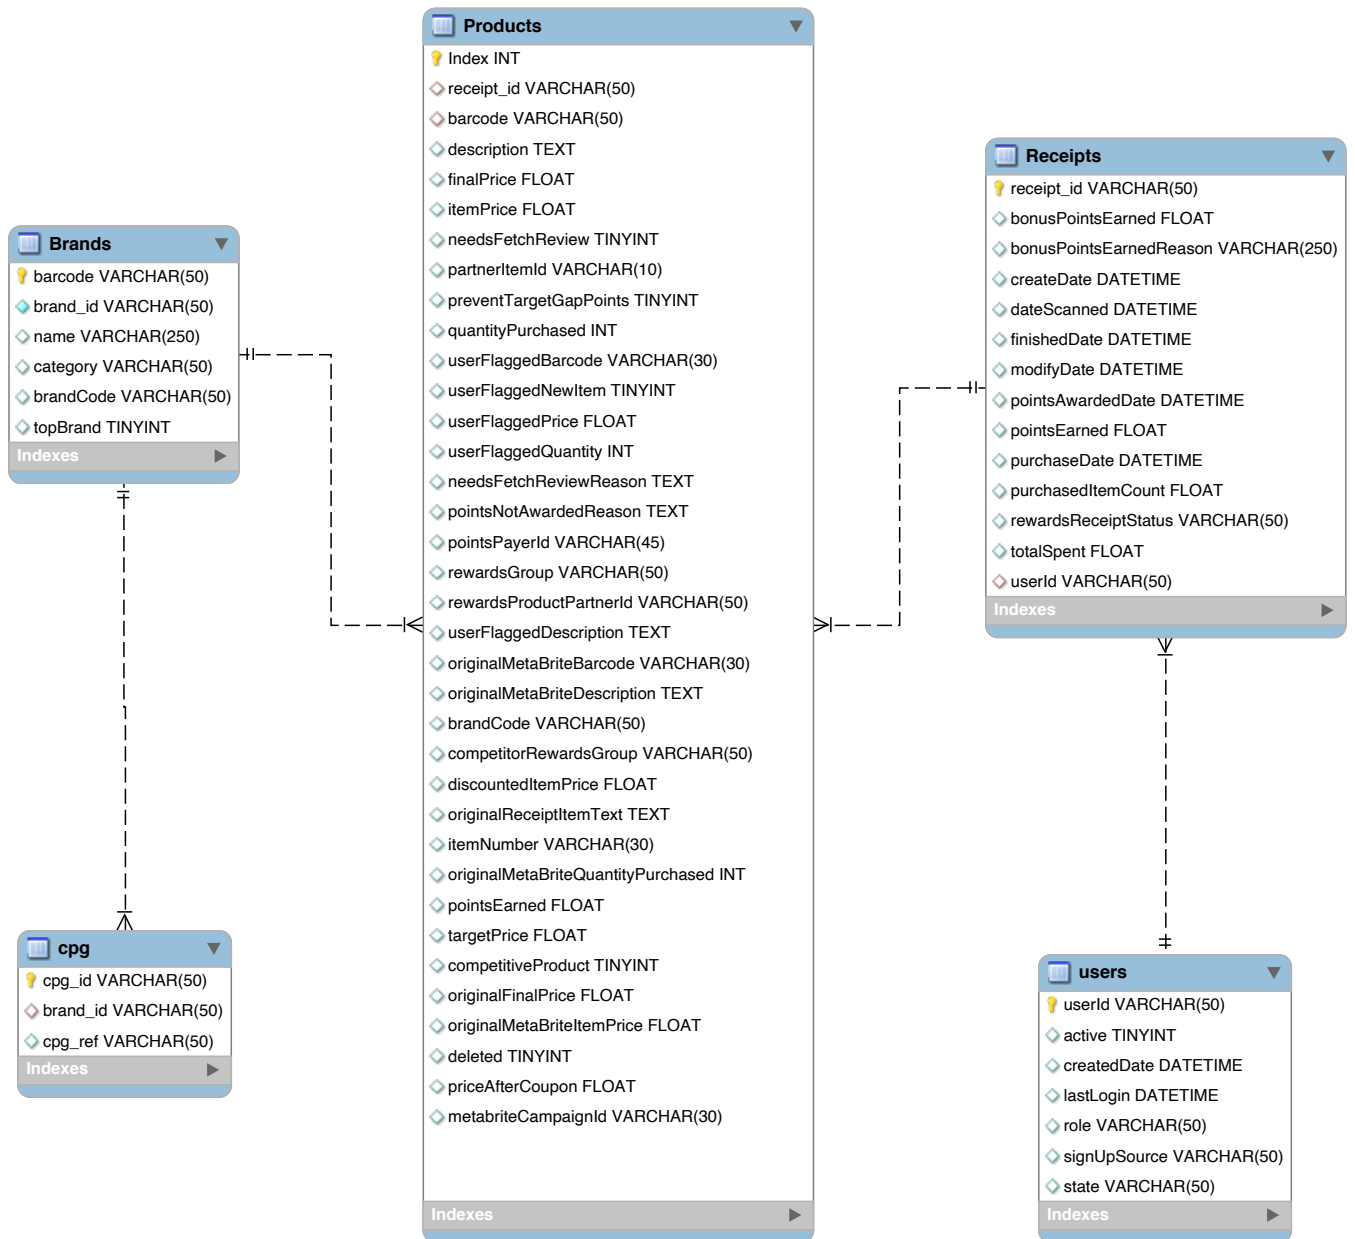 Products
Index INT
receipt_id VARCHAR(50)
barcode VARCHAR(50)
description TEXT
finalPrice FLOAT
itemPrice FLOAT
needsFetchReview TINYINT
partnerItemId VARCHAR(10)
preventTargetGapPoints TINYINT
quantityPurchased INT
userFlaggedBarcode VARCHAR(30)
userFlaggedNewItem TINYINT
userFlaggedPrice FLOAT
userFlaggedQuantity INT
needsFetchReviewReason TEXT
pointsNotAwardedReason TEXT
pointsPayerId VARCHAR(45)
rewardsGroup VARCHAR(50)
rewardsProductPartnerId VARCHAR(50)
userFlaggedDescription TEXT
originalMetaBriteBarcode VARCHAR(30)
originalMetaBriteDescription TEXT
brandCode VARCHAR(50)
competitorRewardsGroup VARCHAR(50)
discountedItemPrice FLOAT
originalReceiptItemText TEXT
itemNumber VARCHAR(30)
originalMetaBriteQuantityPurchased INT
pointsEarned FLOAT
targetPrice FLOAT
competitiveProduct TINYINT
originalFinalPrice FLOAT
originalMetaBriteItemPrice FLOAT
deleted TINYINT
priceAfterCoupon FLOAT
metabriteCampaignId VARCHAR(30)
Indexes
Receipts
receipt_id VARCHAR(50)
bonusPointsEarned FLOAT
bonusPointsEarnedReason VARCHAR(250)
createDate DATETIME
dateScanned DATETIME
finishedDate DATETIME
modifyDate DATETIME
pointsAwardedDate DATETIME
pointsEarned FLOAT
purchaseDate DATETIME
purchasedItemCount FLOAT
rewardsReceiptStatus VARCHAR(50)
totalSpent FLOAT
userId VARCHAR(50)
Indexes
Brands
barcode VARCHAR(50)
brand_id VARCHAR(50)
name VARCHAR(250)
category VARCHAR(50)
brandCode VARCHAR(50)
topBrand TINYINT
Indexes
cpg
cpg_id VARCHAR(50)
brand_id VARCHAR(50)
cpg_ref VARCHAR(50)
Indexes
users
userId VARCHAR(50)
active TINYINT
createdDate DATETIME
lastLogin DATETIME
role VARCHAR(50)
signUpSource VARCHAR(50)
state VARCHAR(50)
Indexes